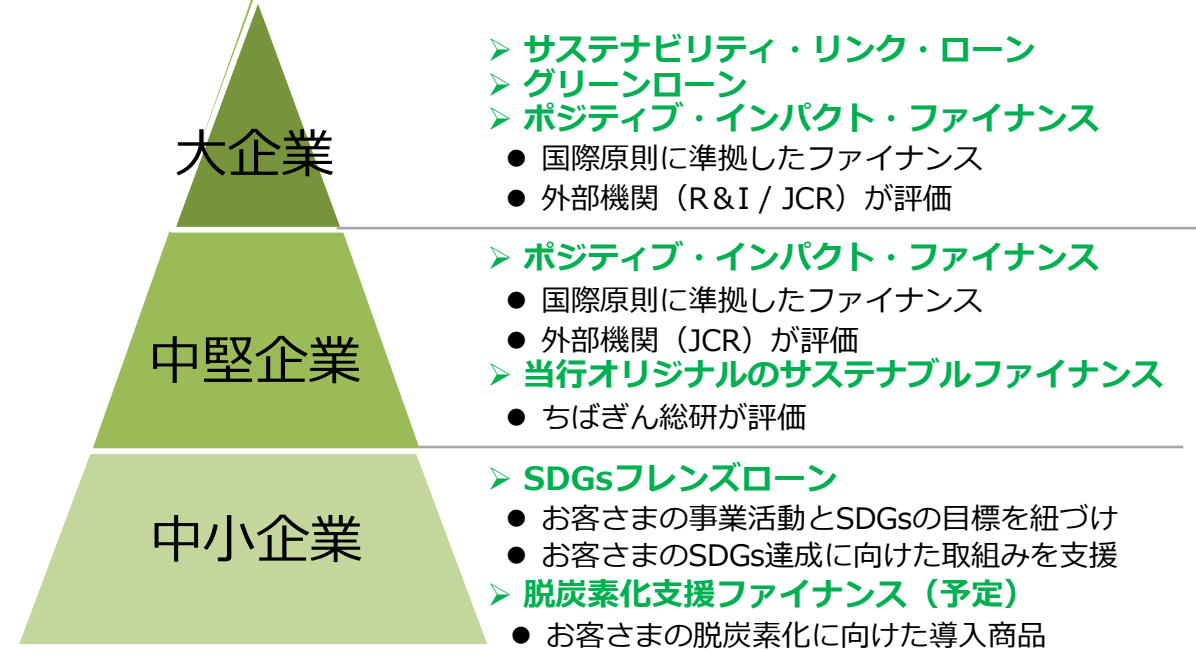 大企業
➢ サステナビリティ・リンク・ローン
➢ グリーンローン
➢ ポジティブ・インパクト・ファイナンス
● 国際原則に準拠したファイナンス
● 外部機関（R＆I / JCR）が評価
中堅企業
➢ ポジティブ・インパクト・ファイナンス
● 国際原則に準拠したファイナンス
● 外部機関（JCR）が評価
➢ 当行オリジナルのサステナブルファイナンス
● ちばぎん総研が評価
中小企業
➢ SDGsフレンズローン
● お客さまの事業活動とSDGsの目標を紐づけ
● お客さまのSDGs達成に向けた取組みを支援
➢ 脱炭素化支援ファイナンス（予定）
● お客さまの脱炭素化に向けた導入商品